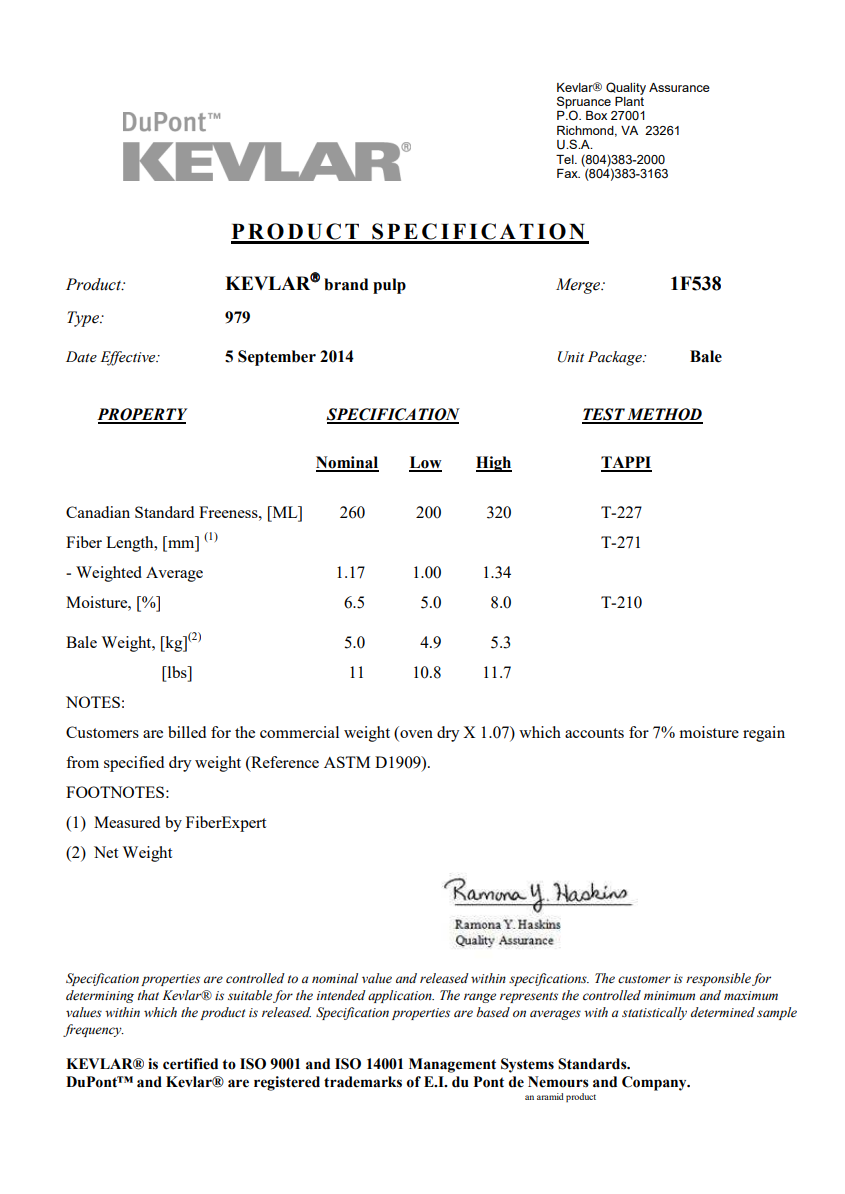 Kevlar® Quality Assurance
Spruance Plant
P.O. Box 27001
Richmond, VA 23261
U.S.A.
Tel. (804)383-2000
Fax. (804)383-3163
DuPont™
KEVLAR®
PRODUCT SPECIFICATION
Product: KEVLAR® brand pulp Merge: 1F538
Type: 979
Date Effective: 5 September 2014 Unit Package: Bale
PROPERTY SPECIFICATION TEST METHOD
Nominal Low High TAPPI
Canadian Standard Freeness, [ML] 260 200 320 T-227
Fiber Length, [mm] (1) T-271
- Weighted Average 1.17 1.00 1.34
Moisture, [%] 6.5 5.0 8.0 T-210
Bale Weight, [kg](2) 5.0 4.9 5.3
[lbs] 11 10.8 11.7
NOTES:
Customers are billed for the commercial weight (oven dry X 1.07) which accounts for 7% moisture regain
from specified dry weight (Reference ASTM D1909).
FOOTNOTES:
(1) Measured by FiberExpert
(2) Net Weight
Ramona Y. Haskins
Ramona Y. Haskins
Quality Assurance
Specification properties are controlled to a nominal value and released within specifications. The customer is responsible for
determining that Kevlar® is suitable for the intended application. The range represents the controlled minimum and maximum
values within which the product is released. Specification properties are based on averages with a statistically determined sample
frequency.
KEVLAR® is certified to ISO 9001 and ISO 14001 Management Systems Standards.
DuPont™ and Kevlar® are registered trademarks of E.I. du Pont de Nemours and Company.
an aramid product